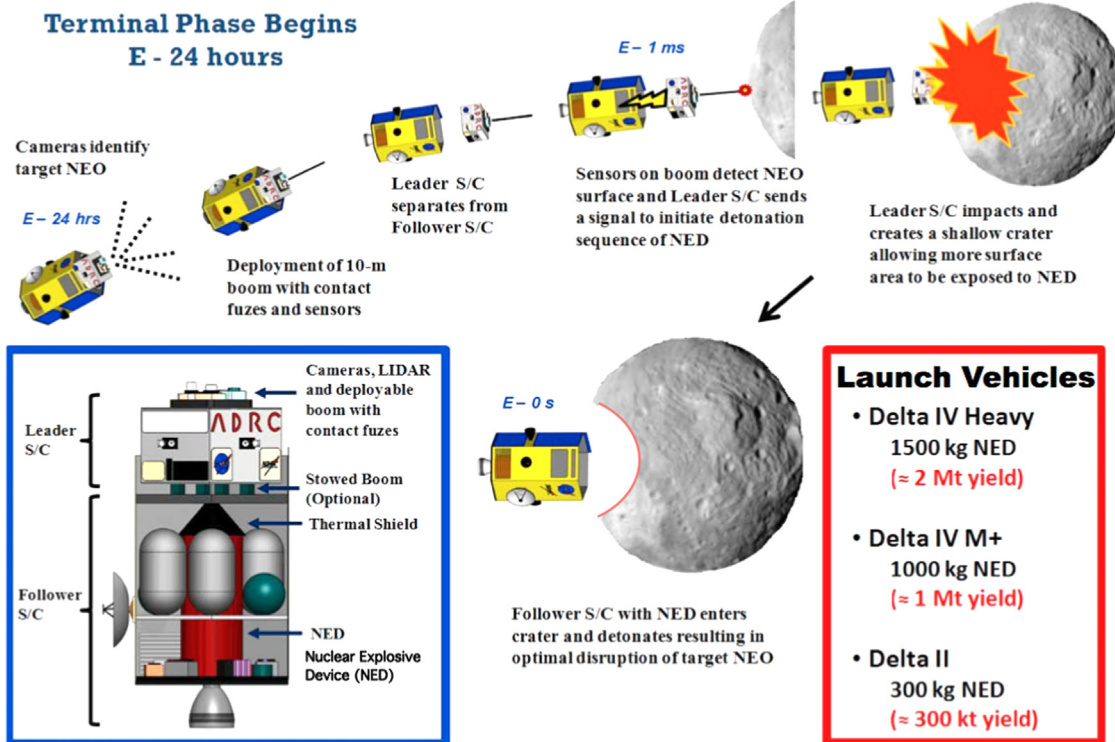 Terminal Phase Begins
E - 24 hours
Cameras identify
target NEO
E – 24 hrs
Deployment of 10-m
boom with contact
fuzes and sensors
Leader S/C
separates from
Follower S/C
E – 1 ms
Sensors on boom detect NEO
surface and Leader S/C sends
a signal to initiate detonation
sequence of NED
Leader S/C impacts and
creates a shallow crater
allowing more surface
area to be exposed to NED
Leader
S/C
Follower
S/C
ADRC
Cameras, LIDAR
and deployable
boom with
contact fuzes
Stowed Boom
(Optional)
Thermal Shield
NED
Nuclear Explosive
Device (NED)
E – 0 s
Follower S/C with NED enters
crater and detonates resulting in
optimal disruption of target NEO
Launch Vehicles
• Delta IV Heavy
1500 kg NED
(≈ 2 Mt yield)
• Delta IV M+
1000 kg NED
(≈ 1 Mt yield)
• Delta II
300 kg NED
(≈ 300 kt yield)